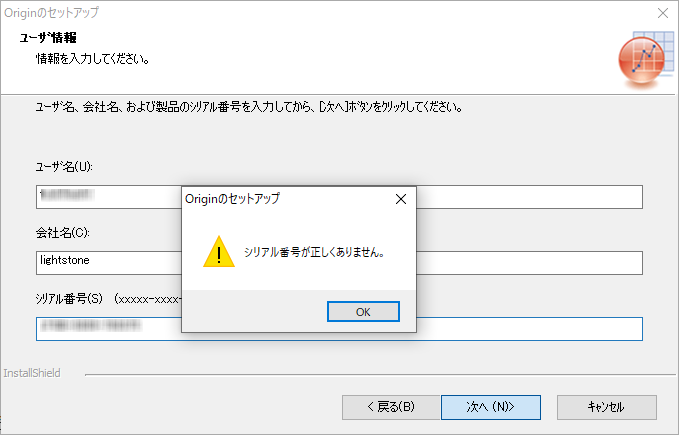 Originのセットアップ
ユーザ情報
情報を入力してください。
ユーザ名、会社名、および製品のシリアル番号を入力してから、[次へ]ボタンをクリックしてください。
ユーザ名(U):
Originのセットアップ
シリアル番号が正しくありません。
OK
会社名(C):
lightstone
シリアル番号(S) (xxxxx-xxxx-
InstallShield
< 戻る(B)
次へ (N)>
キャンセル